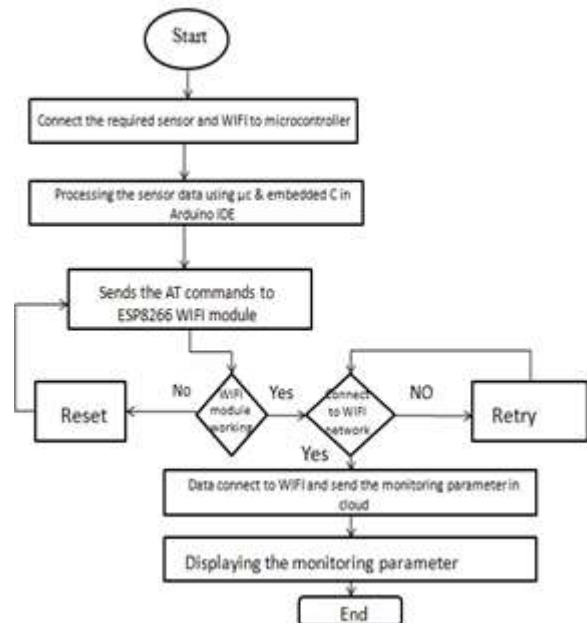 Start
Connect the required sensor and WIFI to microcontroller
Processing the sensor data using µc & embedded C in
Arduino IDE
Sends the AT commands to
ESP8266 WIFI module
No
WIFI
module
working
Yes
Connect
to WIFI
network
NO
Reset
Retry
Yes
Data connect to WIFI and send the monitoring parameter in
cloud
Displaying the monitoring parameter
End